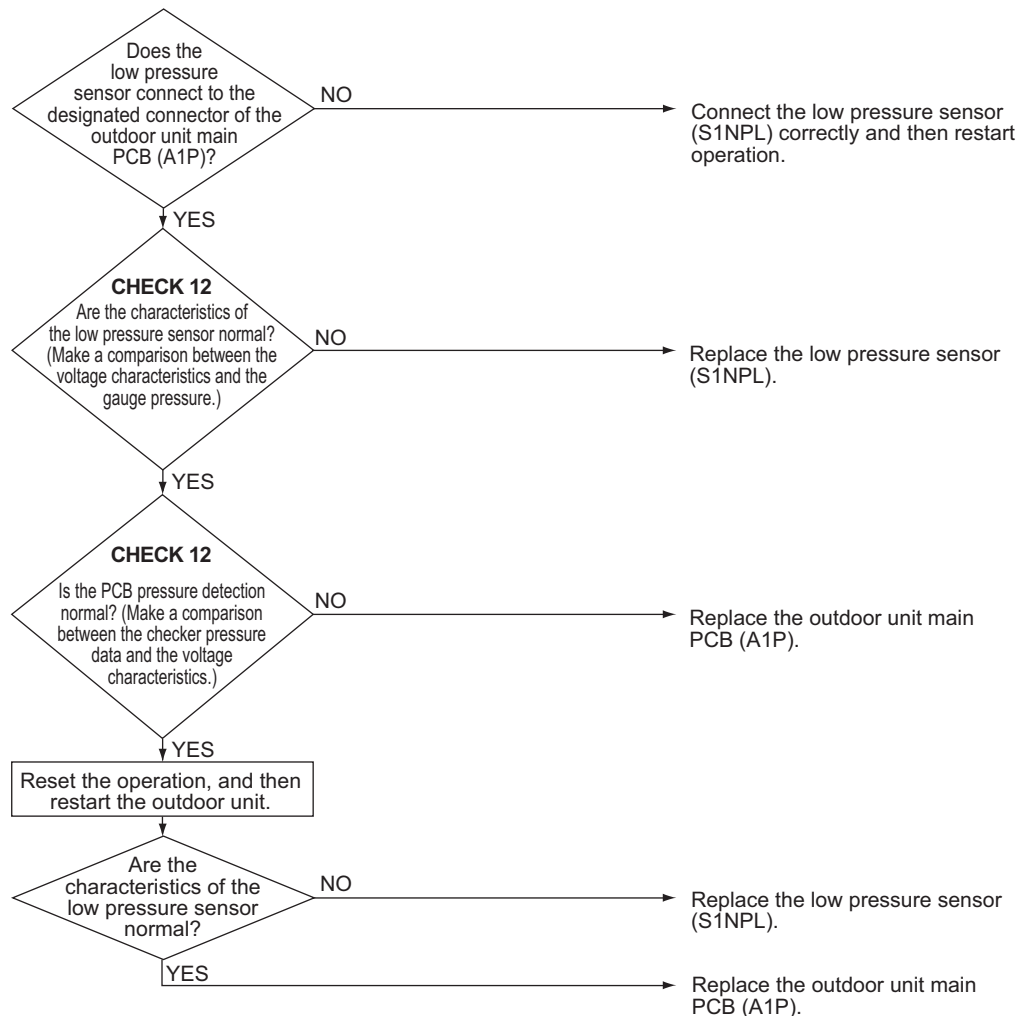 Does the
low pressure
sensor connect to the
designated connector of the
outdoor unit main
PCB (A1P)?
NO
Connect the low pressure sensor
(S1NPL) correctly and then restart
operation.
YES
CHECK 12
Are the characteristics of
the low pressure sensor normal?
(Make a comparison between the
voltage characteristics and the
gauge pressure.)
NO
Replace the low pressure sensor
(S1NPL).
YES
CHECK 12
Is the PCB pressure detection
normal? (Make a comparison
between the checker pressure
data and the voltage
characteristics.)
NO
Replace the outdoor unit main
PCB (A1P).
YES
Reset the operation, and then
restart the outdoor unit.
Are the
characteristics of the
low pressure sensor
normal?
NO
Replace the low pressure sensor
(S1NPL).
YES
Replace the outdoor unit main
PCB (A1P).